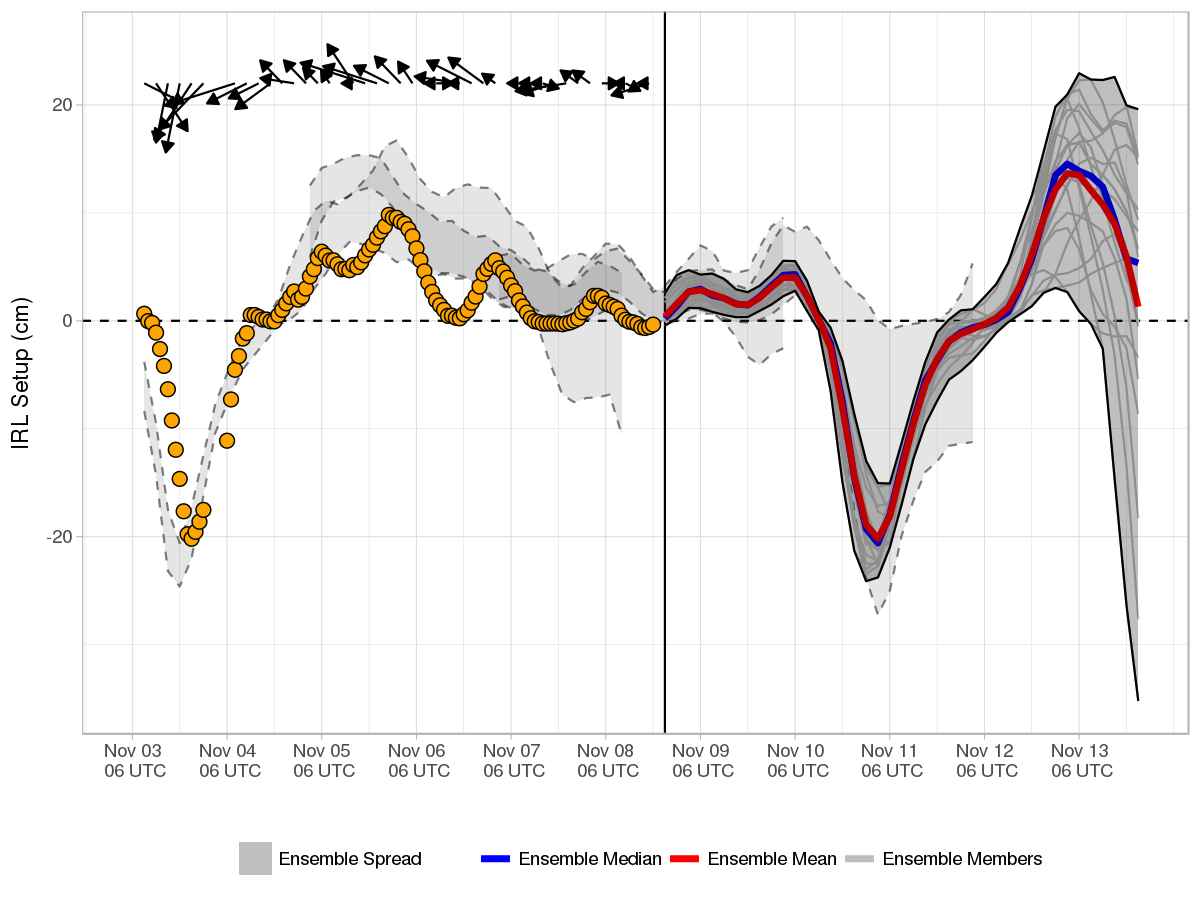 IRL Setup (cm)
20
0
-20
Nov 03 Nov 04 Nov 05 Nov 06 Nov 07 Nov 08 Nov 09 Nov 10 Nov 11 Nov 12 Nov 13
06 UTC 06 UTC 06 UTC 06 UTC 06 UTC 06 UTC 06 UTC 06 UTC 06 UTC 06 UTC 06 UTC
Ensemble Spread Ensemble Median Ensemble Mean Ensemble Members